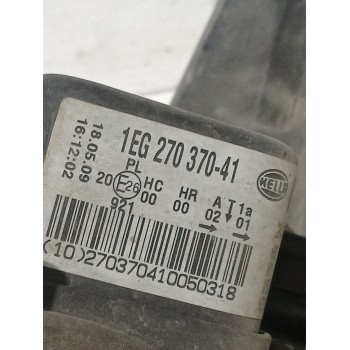 1EG 270 370-41
HELLA
18.05.09
16:12:02
PL HC HR A 1a
20 E26 00 00 02 01
921
(10)270370410050318